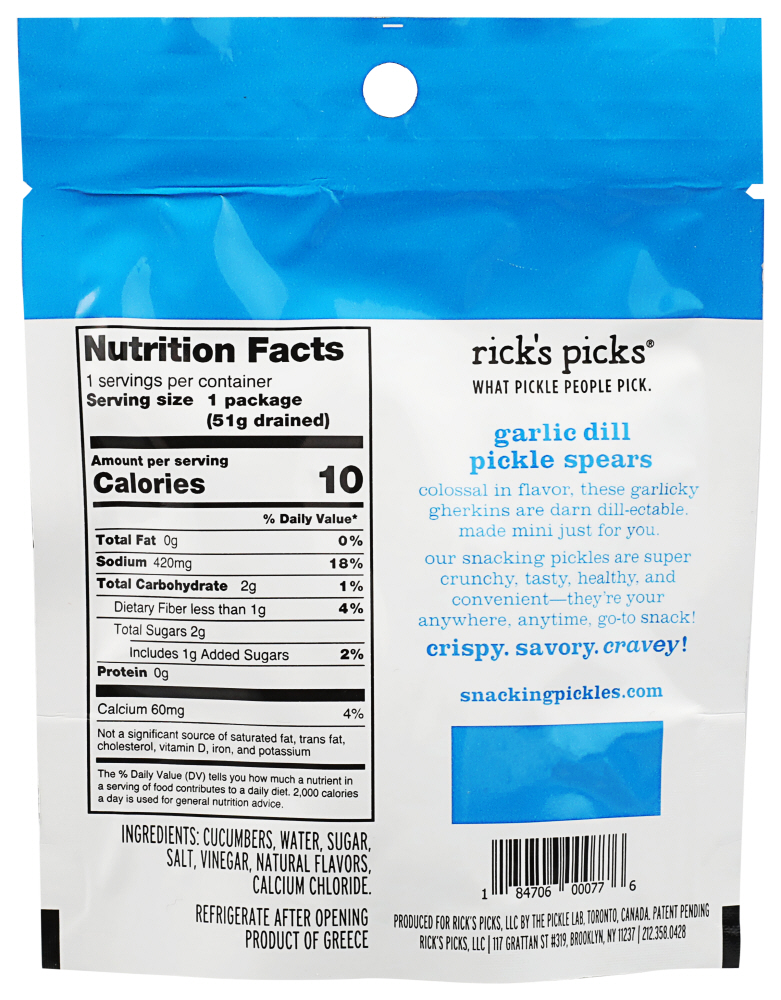 Nutrition Facts
1 servings per container
Serving size 1 package
(51g drained)
Amount per serving
Calories 10
% Daily Value*
Total Fat 0g 0%
Sodium 420mg 18%
Total Carbohydrate 2g 1%
Dietary Fiber less than 1g 4%
Total Sugars 2g
Includes 1g Added Sugars 2%
Protein 0g
Calcium 60mg 4%
Not a significant source of saturated fat, trans fat,
cholesterol, vitamin D, iron, and potassium
The % Daily Value (DV) tells you how much a nutrient in
a serving of food contributes to a daily diet. 2,000 calories
a day is used for general nutrition advice.
INGREDIENTS: CUCUMBERS, WATER, SUGAR,
SALT, VINEGAR, NATURAL FLAVORS,
CALCIUM CHLORIDE.
REFRIGERATE AFTER OPENING
PRODUCT OF GREECE
rick's picks®
WHAT PICKLE PEOPLE PICK.
garlic dill
pickle spears
colossal in flavor, these garlicky
gherkins are darn dill-ectable.
made mini just for you.
our snacking pickles are super
crunchy, tasty, healthy, and
convenient—they're your
anywhere, anytime, go-to snack!
crispy. savory. cravey!
snackingpickles.com
1 84706 00077 6
PRODUCED FOR RICK'S PICKS, LLC BY THE PICKLE LAB, TORONTO, CANADA. PATENT PENDING
RICK'S PICKS, LLC | 117 GRATTAN ST #319, BROOKLYN, NY 11237 | 212.358.0428